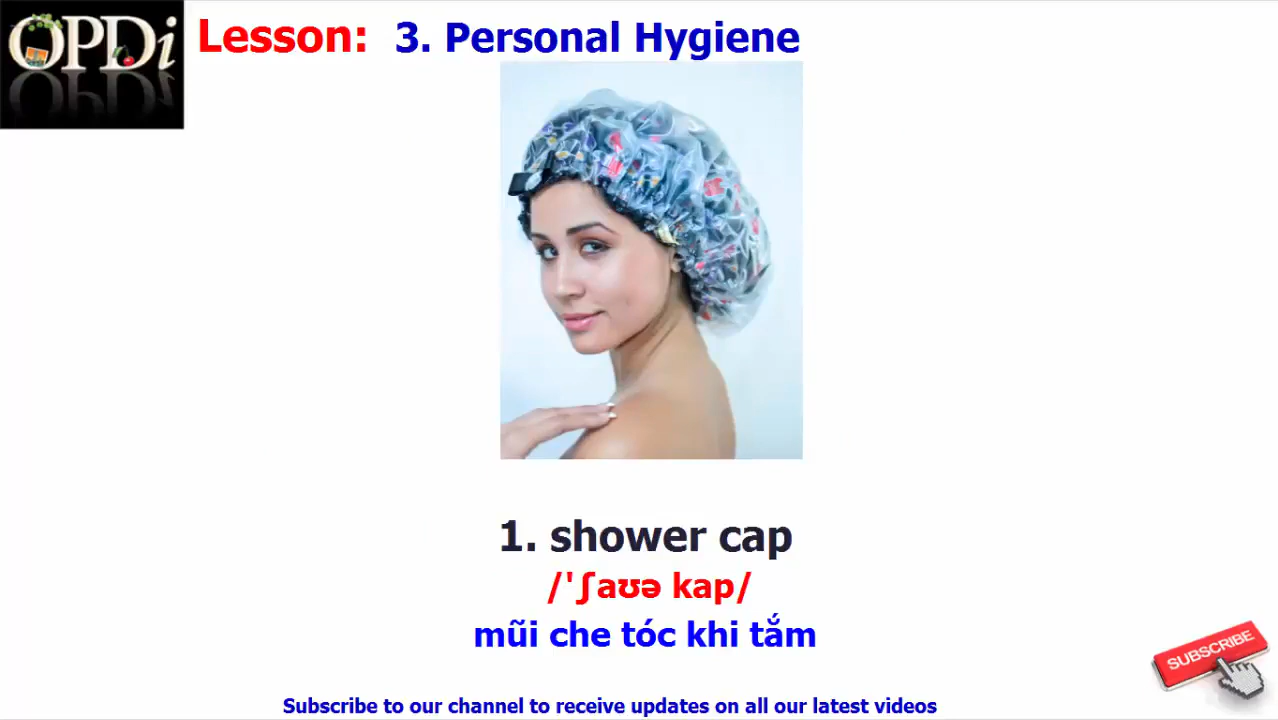 OPDi
Lesson: 3. Personal Hygiene
1. shower cap
/ˈʃaʊə kap/
mũi che tóc khi tắm
SUBSCRIBE
Subscribe to our channel to receive updates on all our latest videos